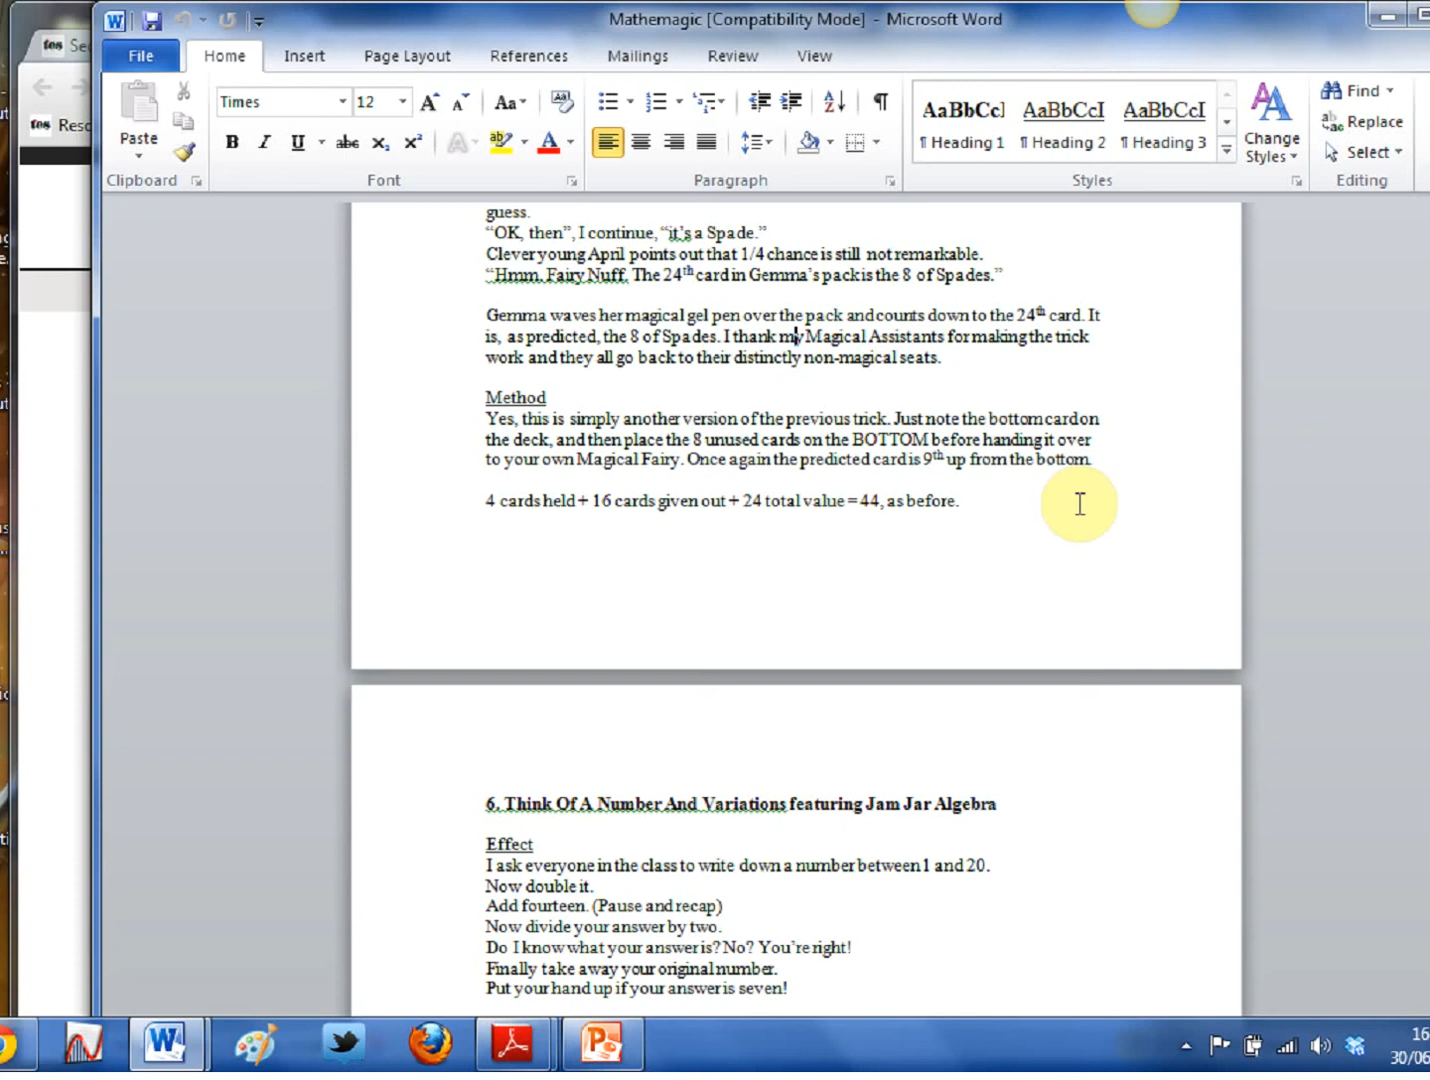 Mathemagic [Compatibility Mode] - Microsoft Word
tes Se
File Home Insert Page Layout References Mailings Review View
tes Reso
Paste
Times 12
Aa
B I U abc x₂ x²
A
AaBbCc AaBbCcI AaBbCcI
¶ Heading 1 ¶ Heading 2 ¶ Heading 3
Change Styles
Find
Replace
Select
Clipboard Font Paragraph Styles Editing
guess.
“OK, then”, I continue, “it’s a Spade.”
Clever young April points out that 1/4 chance is still not remarkable.
“Hmm. Fairy Nuff. The 24th card in Gemma’s pack is the 8 of Spades.”
Gemma waves her magical gel pen over the pack and counts down to the 24th card. It
is, as predicted, the 8 of Spades. I thank my Magical Assistants for making the trick
work and they all go back to their distinctly non-magical seats.
Method
Yes, this is simply another version of the previous trick. Just note the bottom card on
the deck, and then place the 8 unused cards on the BOTTOM before handing it over
to your own Magical Fairy. Once again the predicted card is 9th up from the bottom.
4 cards held + 16 cards given out + 24 total value = 44, as before.
6. Think Of A Number And Variations featuring Jam Jar Algebra
Effect
I ask everyone in the class to write down a number between 1 and 20.
Now double it.
Add fourteen. (Pause and recap)
Now divide your answer by two.
Do I know what your answer is? No? You’re right!
Finally take away your original number.
Put your hand up if your answer is seven!
16
30/06